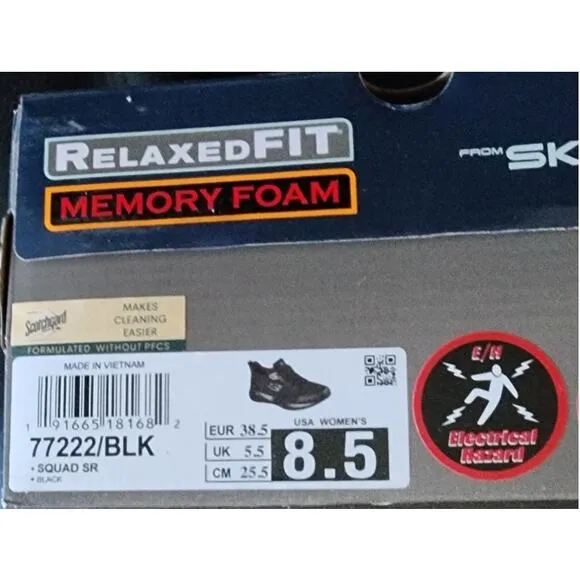 RELAXEDFIT
MEMORY FOAM
FROM SK
Scotchgard
MAKES
CLEANING
EASIER
FORMULATED WITHOUT PFCS
MADE IN VIETNAM
1 91665 18168 2
77222/BLK
• SQUAD SR
• BLACK
EUR 38.5
UK 5.5
CM 25.5
USA WOMEN'S
8.5
E/H
Electrical
Hazard